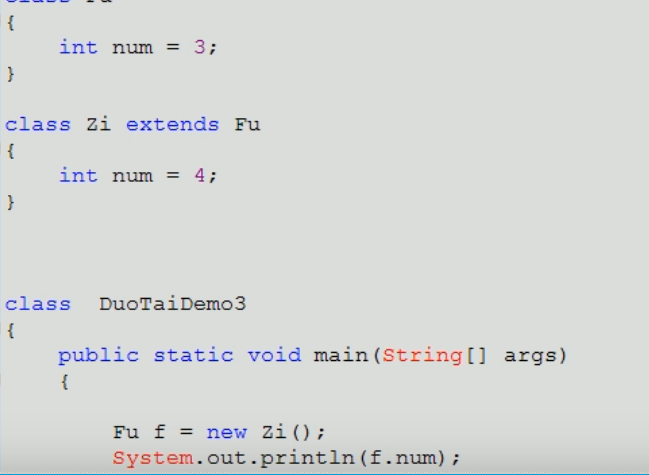 {
    int num = 3;
}
class Zi extends Fu
{
    int num = 4;
}
class  DuoTaiDemo3
{
    public static void main(String[] args)
    {
        Fu f = new Zi();
        System.out.println(f.num);